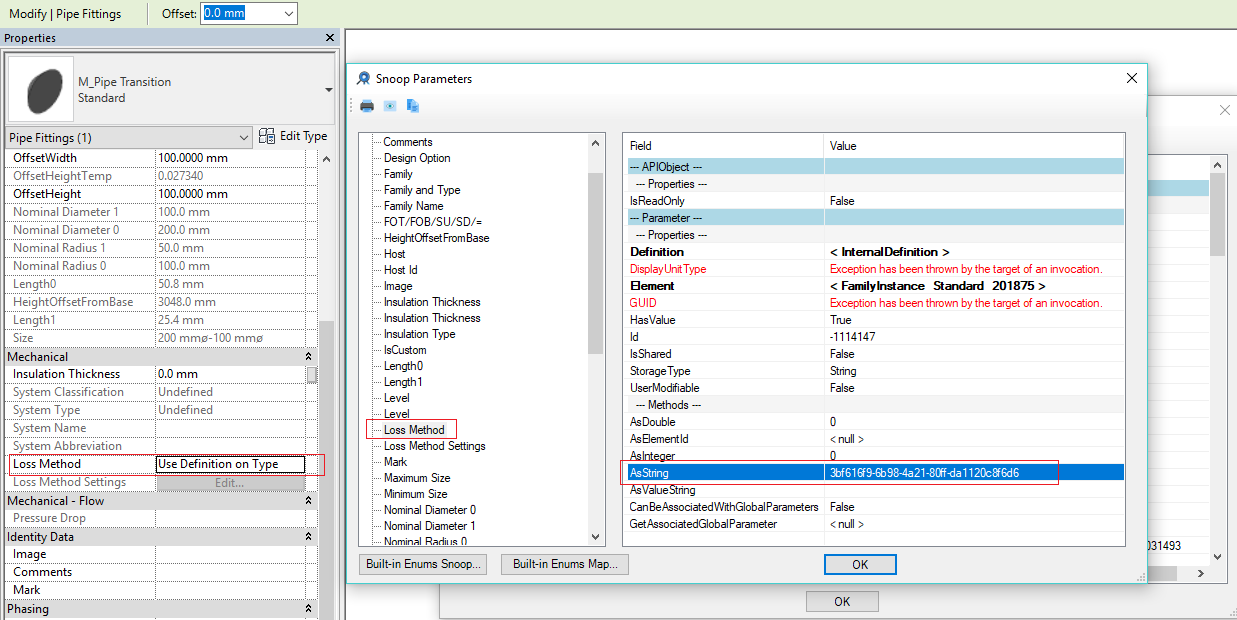 Modify | Pipe Fittings
Offset: 0.0 mm
Properties
M_Pipe Transition
Standard
Pipe Fittings (1)
Edit Type
OffsetWidth 100.0000 mm
OffsetHeightTemp 0.027340
OffsetHeight 100.0000 mm
Nominal Diameter 1 100.0 mm
Nominal Diameter 0 200.0 mm
Nominal Radius 1 50.0 mm
Nominal Radius 0 100.0 mm
Length0 50.8 mm
HeightOffsetFromBase 3048.0 mm
Length1 25.4 mm
Size 200 mmø-100 mmø
Mechanical
Insulation Thickness 0.0 mm
System Classification Undefined
System Type Undefined
System Name
System Abbreviation
Loss Method Use Definition on Type
Loss Method Settings Edit...
Mechanical - Flow
Pressure Drop
Identity Data
Image
Comments
Mark
Phasing
Snoop Parameters
Comments
Design Option
Family
Family and Type
Family Name
FOT/FOB/SU/SD/=
HeightOffsetFromBase
Host
Host Id
Image
Insulation Thickness
Insulation Thickness
Insulation Type
IsCustom
Length0
Length1
Level
Level
Loss Method
Loss Method Settings
Mark
Maximum Size
Minimum Size
Nominal Diameter 0
Nominal Diameter 1
Nominal Radius 0
Field Value
--- APIObject ---
--- Properties ---
IsReadOnly False
--- Parameter ---
--- Properties ---
Definition < InternalDefinition >
DisplayUnitType Exception has been thrown by the target of an invocation.
Element < FamilyInstance Standard 201875 >
GUID Exception has been thrown by the target of an invocation.
HasValue True
Id -1114147
IsShared False
StorageType String
UserModifiable False
--- Methods ---
AsDouble 0
AsElementId < null >
AsInteger 0
AsString 3bf616f9-6b98-4a21-80ff-da1120c8f6d6
AsValueString
CanBeAssociatedWithGlobalParameters False
GetAssociatedGlobalParameter < null >
Built-in Enums Snoop...
Built-in Enums Map...
OK
031493
OK